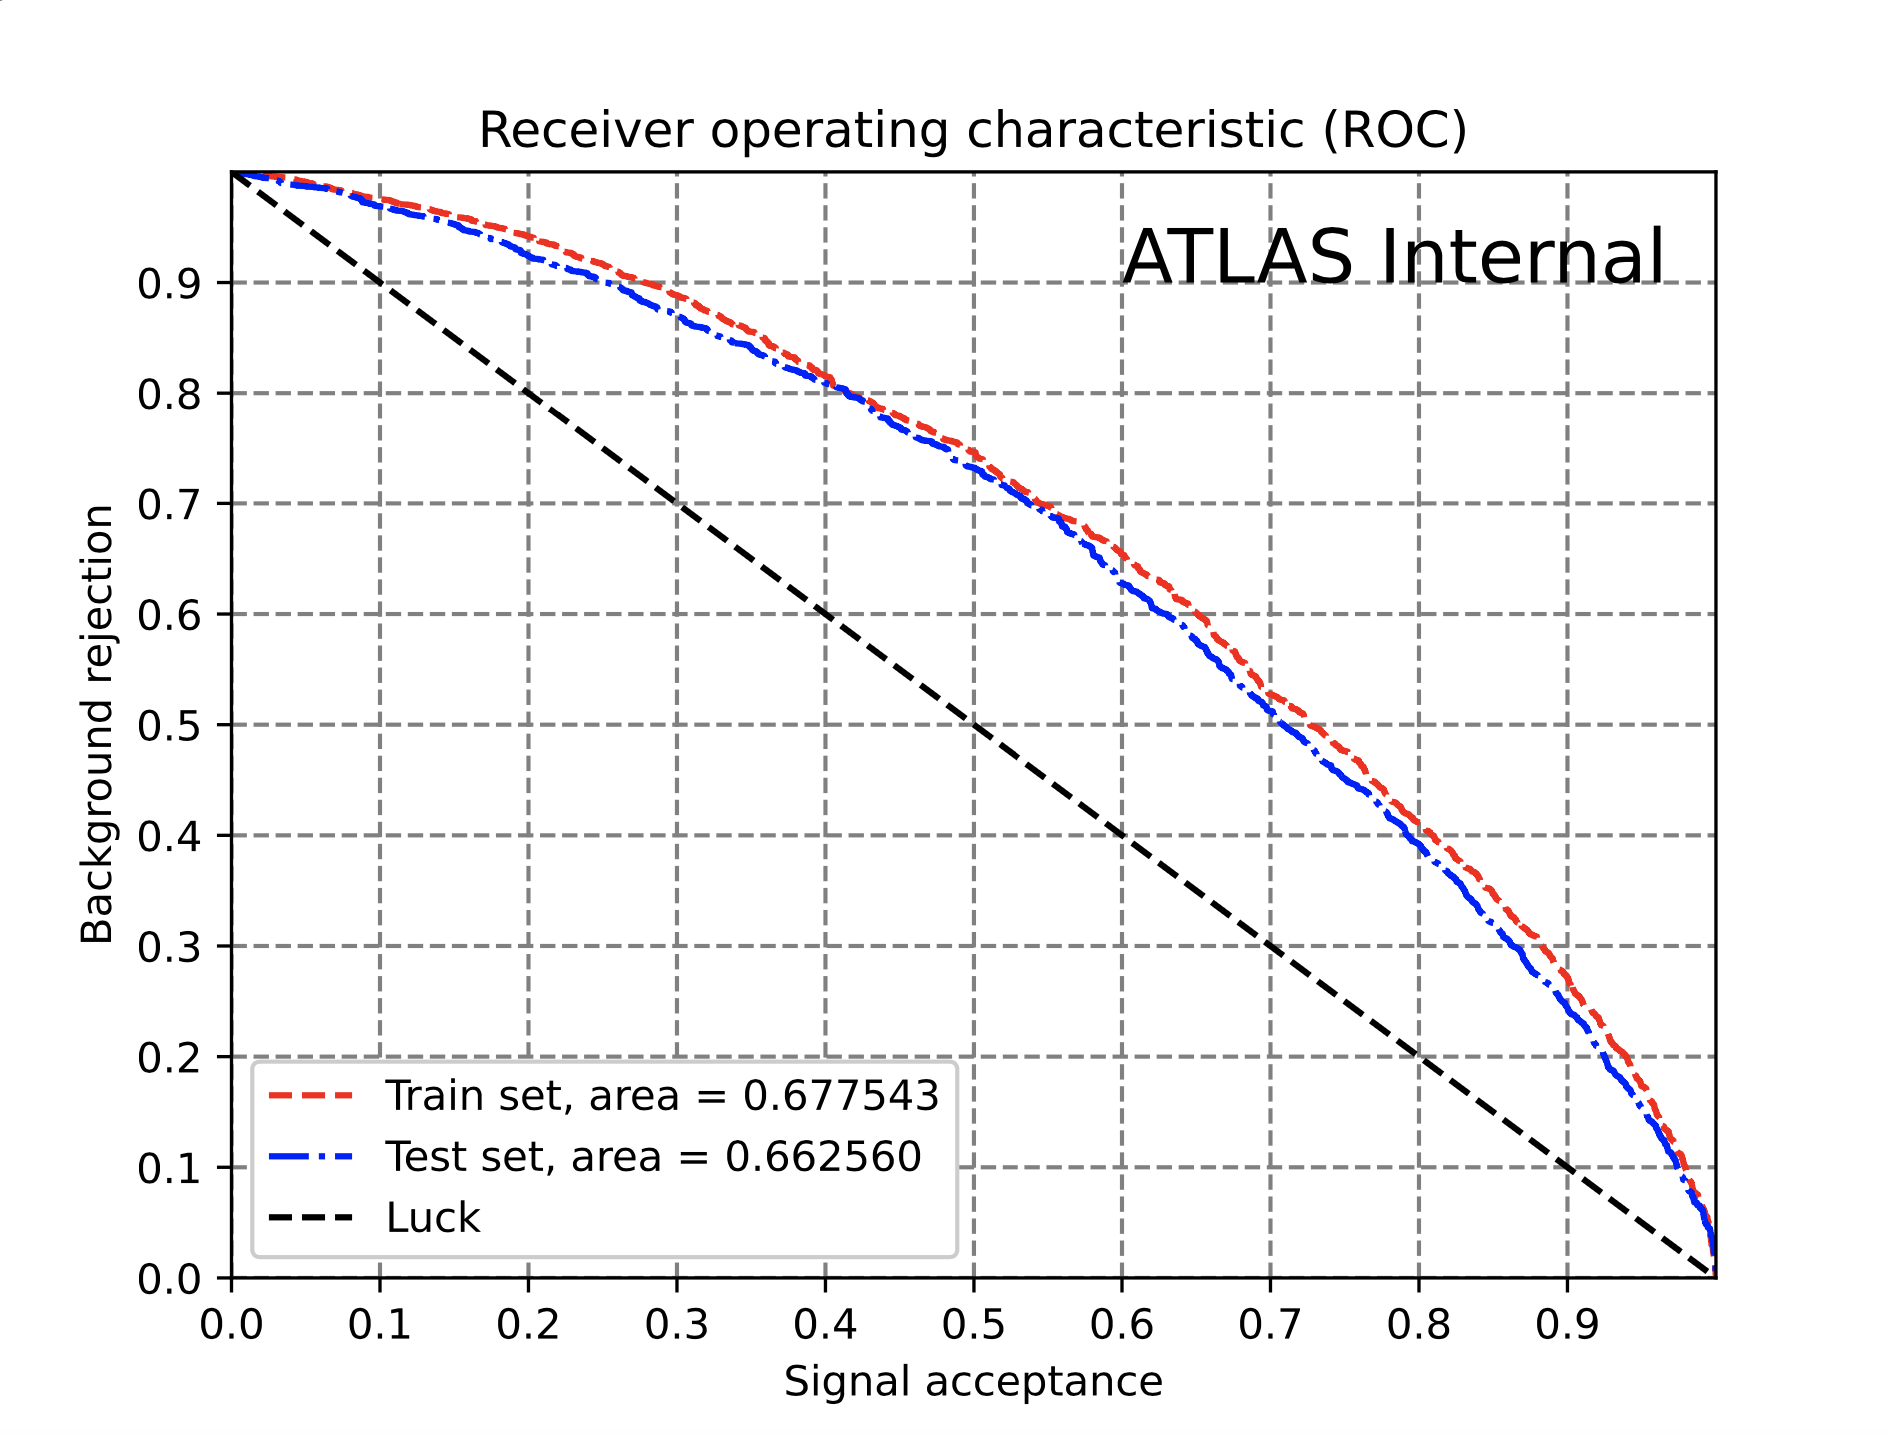 Receiver operating characteristic (ROC)
ATLAS Internal
Background rejection
0.9
0.8
0.7
0.6
0.5
0.4
0.3
0.2
0.1
0.0
Train set, area = 0.677543
Test set, area = 0.662560
Luck
0.0 0.1 0.2 0.3 0.4 0.5 0.6 0.7 0.8 0.9
Signal acceptance